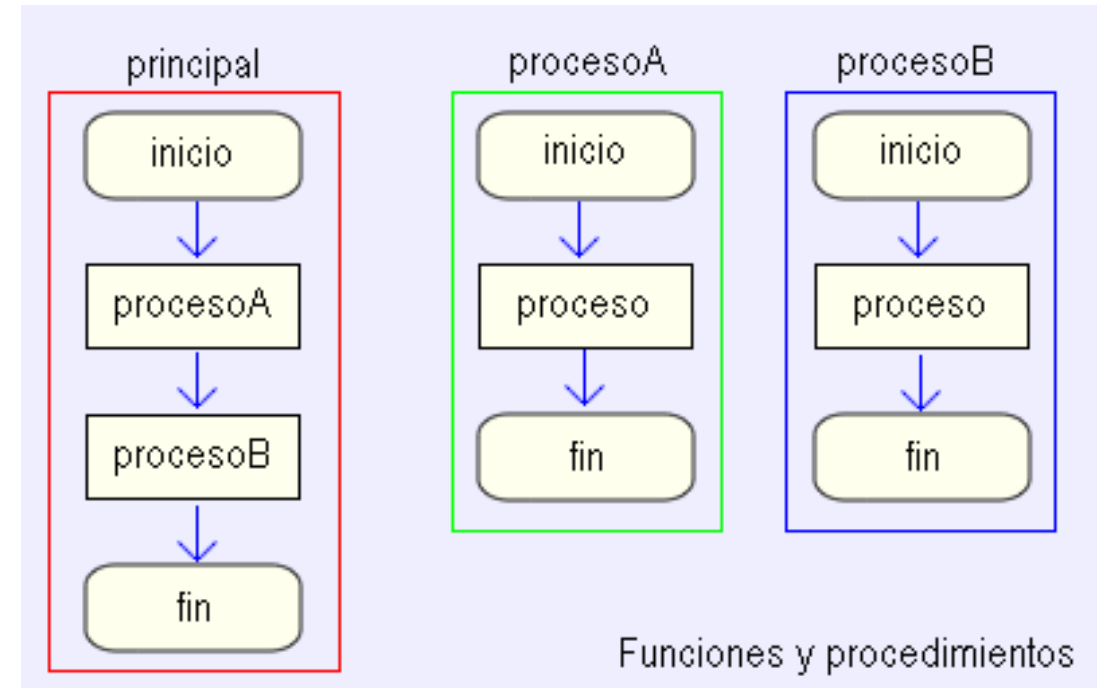 principal
inicio
procesoA
procesoB
fin
procesoA
inicio
proceso
fin
procesoB
inicio
proceso
fin
Funciones y procedimientos